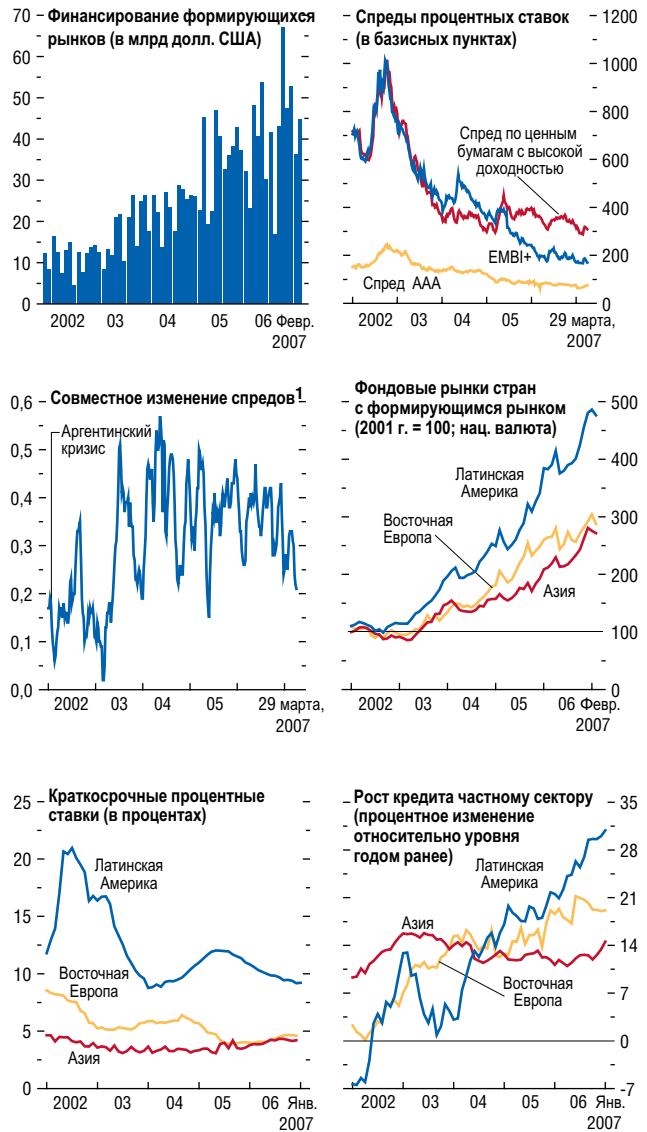 Финансирование формирующихся
рынков (в млрд долл. США)
70
60
50
40
30
20
10
0
2002 03 04 05 06 Февр.
2007
Спреды процентных ставок
(в базисных пунктах)
1200
1000
800
600
400
200
0
Спред по ценным
бумагам с высокой
доходностью
EMBI+
Спред AAA
2002 03 04 05 29 марта,
2007
Совместное изменение спредов1
0,6
0,5
0,4
0,3
0,2
0,1
0,0
Аргентинский
кризис
2002 03 04 05 29 марта,
2007
Фондовые рынки стран
с формирующимся рынком
(2001 г. = 100; нац. валюта)
500
400
300
200
100
0
Латинская
Америка
Восточная
Европа
Азия
2002 03 04 05 06 Февр.
2007
Краткосрочные процентные
ставки (в процентах)
25
20
15
10
5
0
Латинская
Америка
Восточная
Европа
Азия
2002 03 04 05 06 Янв.
2007
Рост кредита частному сектору
(процентное изменение
относительно уровня
годом ранее)
35
28
21
14
7
0
-7
Латинская
Америка
Азия
Восточная
Европа
2002 03 04 05 06 Янв.
2007